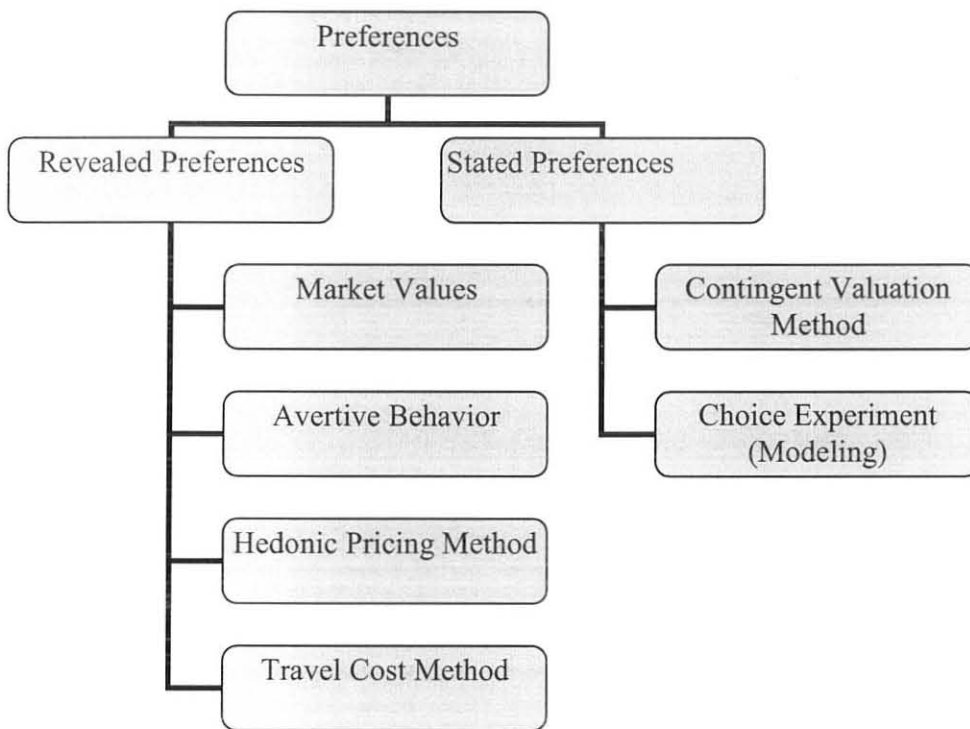 Preferences
Revealed Preferences
Stated Preferences
Market Values
Avertive Behavior
Hedonic Pricing Method
Travel Cost Method
Contingent Valuation
Method
Choice Experiment
(Modeling)